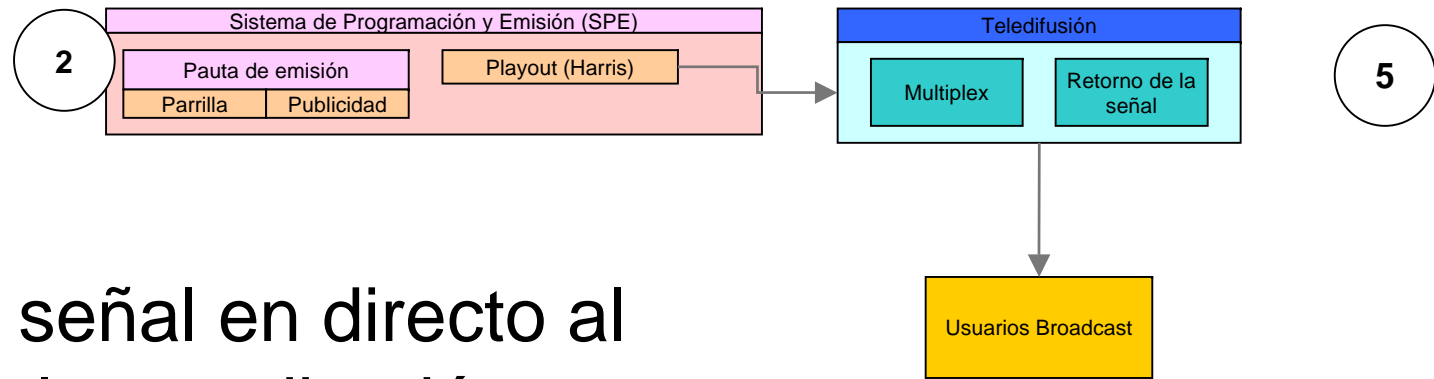 2
Sistema de Programación y Emisión (SPE)
Pauta de emisión
Parrilla
Publicidad
Playout (Harris)
Teledifusión
Multiplex
Retorno de la
señal
5
Usuarios Broadcast
señal en directo al